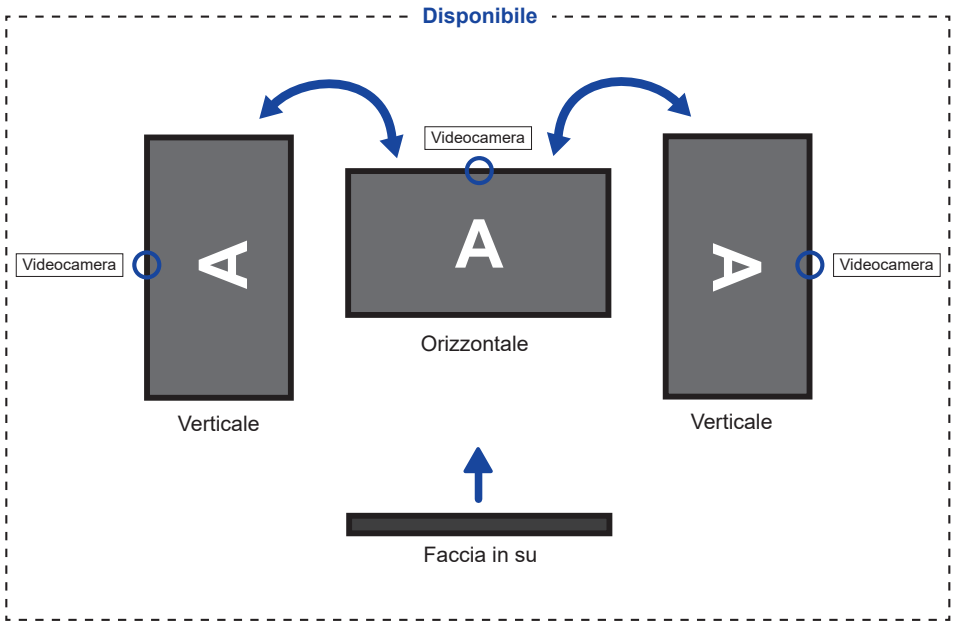 Disponibile
Videocamera
A
Videocamera
A
A
Videocamera
Orizzontale
Verticale
Verticale
Faccia in su